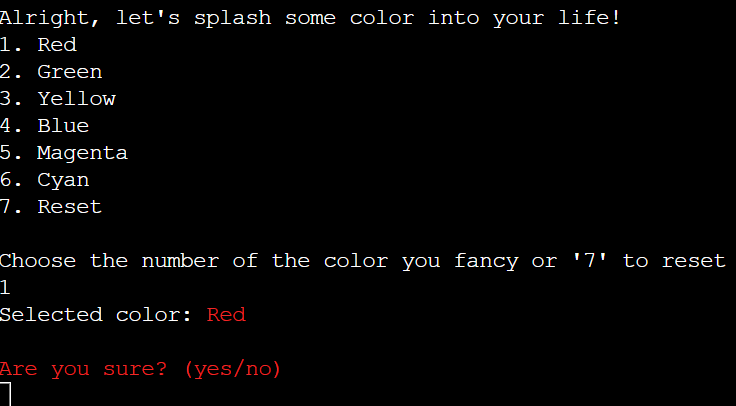 Alright, let's splash some color into your life!
1. Red
2. Green
3. Yellow
4. Blue
5. Magenta
6. Cyan
7. Reset
Choose the number of the color you fancy or '7' to reset
1
Selected color: Red
Are you sure? (yes/no)